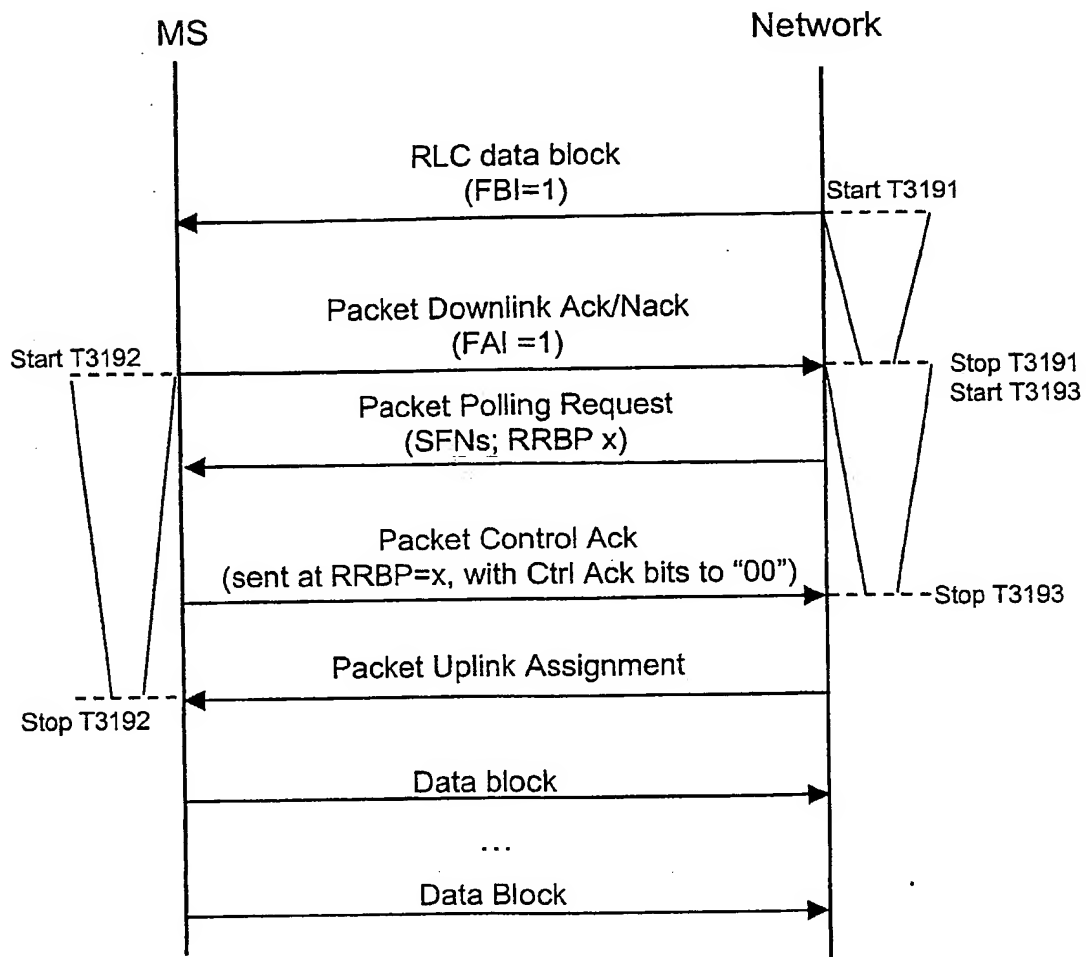 MS
Network
RLC data block
(FBI=1)
Start T3191
Packet Downlink Ack/Nack
(FAI =1)
Start T3192
Stop T3191
Start T3193
Packet Polling Request
(SFNs; RRBP x)
Packet Control Ack
(sent at RRBP=x, with Ctrl Ack bits to “00”)
Stop T3193
Packet Uplink Assignment
Stop T3192
Data block
...
Data Block